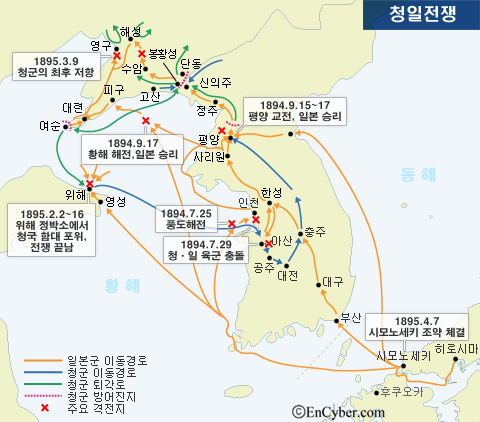 청일전쟁
해성
영구
봉황성
1895.3.9
청군의 최후 저항
수암
단동
신의주
고산
피구
대련
정주
여순
1894.9.15~17
평양 교전, 일본 승리
평양
1894.9.17
황해 해전, 일본 승리
사리원
동해
위해
영성
한성
인천
1895.2.2~16
위해 정박소에서
청국 함대 포위,
전쟁 끝남
1894.7.25
풍도해전
충주
아산
1894.7.29
청·일 육군 충돌
공주
대전
황해
대구
부산
1895.4.7
시모노세키 조약 체결
시모노세키
히로시마
후쿠오카
일본군 이동경로
청군 이동경로
청군 퇴각로
청군 방어진지
주요 격전지
©EnCyber.com